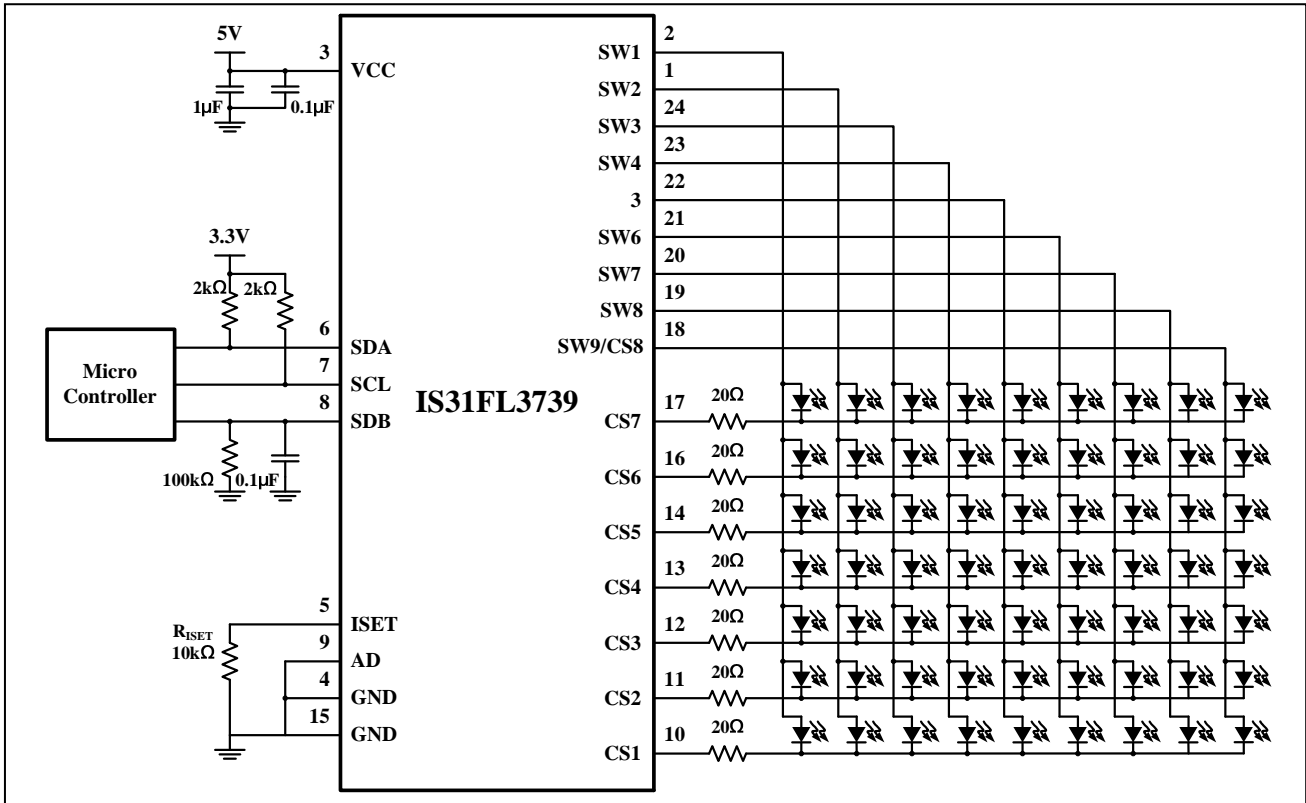 5V
3
VCC
1μF
0.1μF
3.3V
2kΩ
2kΩ
Micro
Controller
6
SDA
7
SCL
8
SDB
100kΩ
0.1μF
RISET
10kΩ
5
ISET
9
AD
4
GND
15
GND
IS31FL3739
2
SW1
1
SW2
24
SW3
23
SW4
22
3
21
SW6
20
SW7
19
SW8
18
SW9/CS8
17
CS7
20Ω
16
CS6
20Ω
14
CS5
20Ω
13
CS4
20Ω
12
CS3
20Ω
11
CS2
20Ω
10
CS1
20Ω